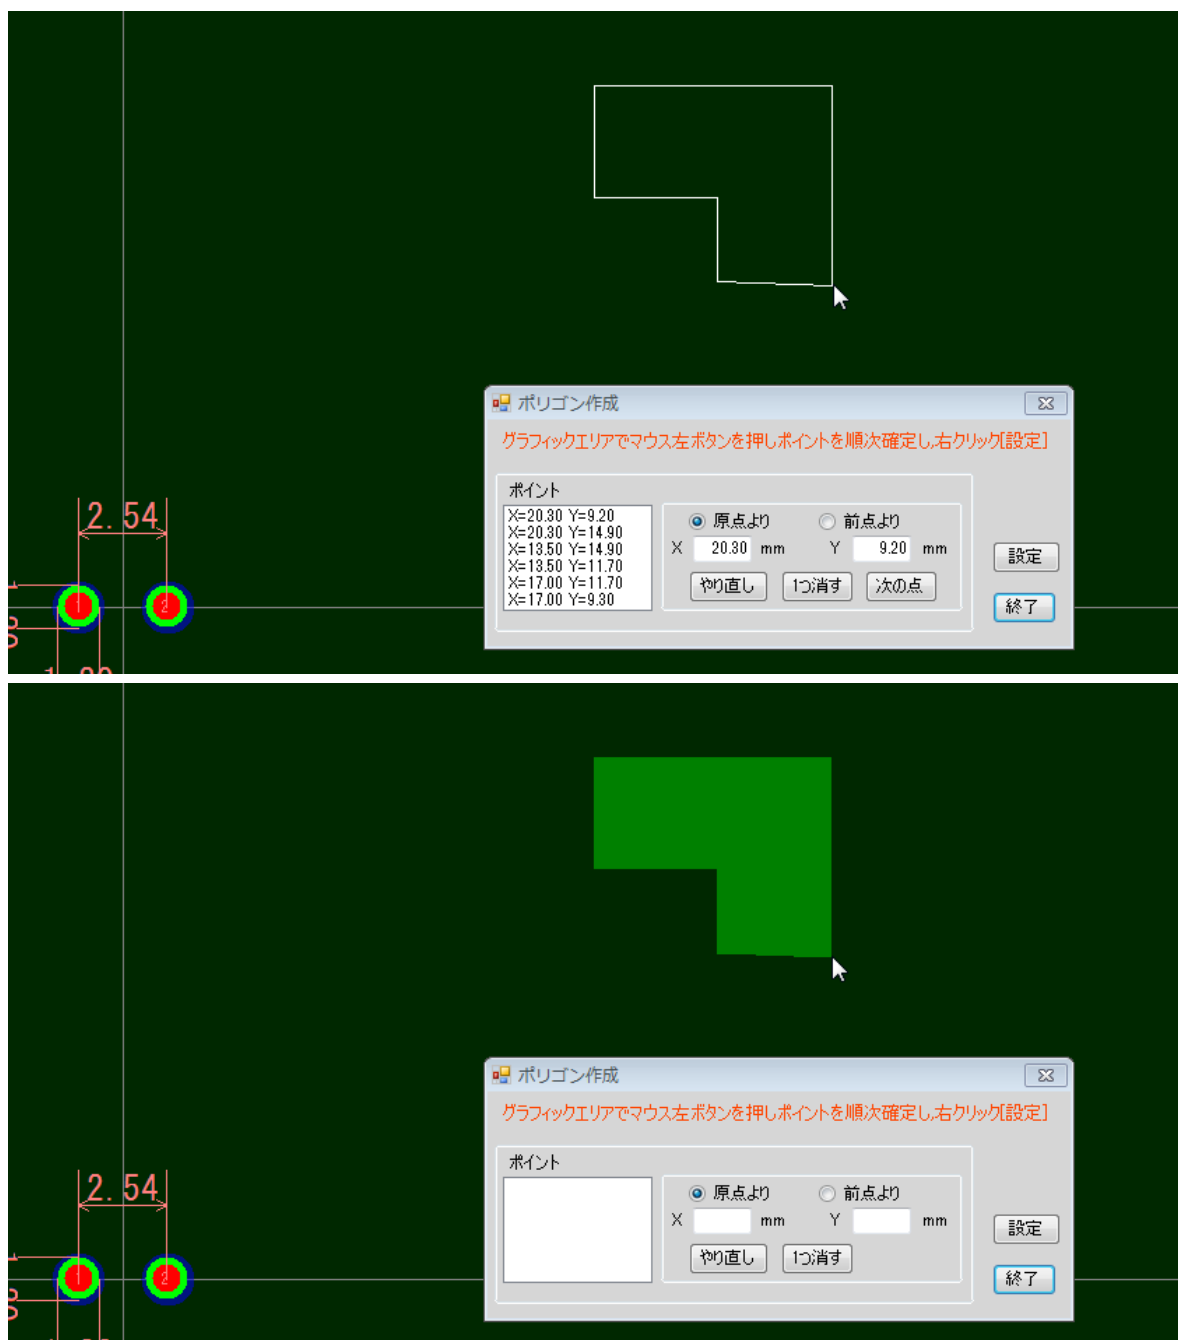 ポリゴン作成
グラフィックエリアでマウス左ボタンを押しポイントを順次確定し,右クリック[設定]
ポイント
X=20.30 Y=9.20
X=20.30 Y=14.90
X=13.50 Y=14.90
X=13.50 Y=11.70
X=17.00 Y=11.70
X=17.00 Y=9.30
原点より 前点より
X 20.30 mm Y 9.20 mm
やり直し 1つ消す 次の点
設定
終了
2.54
1 2
ポリゴン作成
グラフィックエリアでマウス左ボタンを押しポイントを順次確定し,右クリック[設定]
ポイント
原点より 前点より
X mm Y mm
やり直し 1つ消す
設定
終了
2.54
1 2